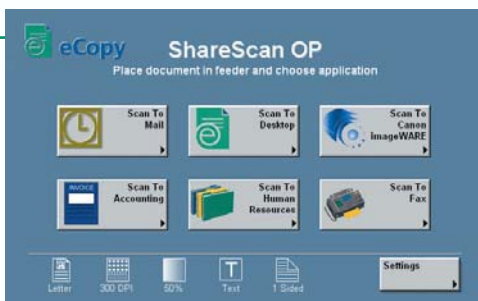 eCopy
ShareScan OP
Place document in feeder and choose application
Scan To
Mail
Scan To
Desktop
Scan To
Canon
imageWARE
INVOICE
Scan To
Accounting
Scan To
Human
Resources
Scan To
Fax
Letter
300 DPI
50%
T
Text
1 Sided
Settings